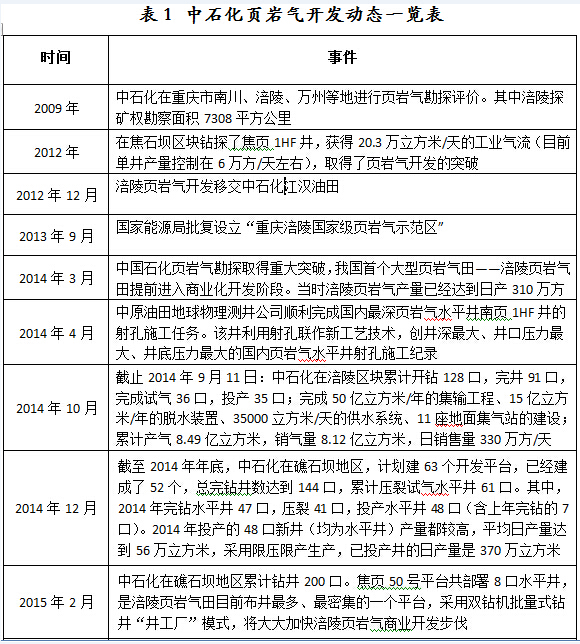 表 1 中石化页岩气开发动态一览表
时间
事件
2009 年
中石化在重庆市南川、涪陵、万州等地进行页岩气勘探评价。其中涪陵探
矿权勘察面积 7308 平方公里
2012 年
在焦石坝区块钻探了焦页 1HF 井，获得 20.3 万立方米/天的工业气流（目前
单井产量控制在 6 万方/天左右），取得了页岩气开发的突破
2012 年 12 月
涪陵页岩气开发移交中石化江汉油田
2013 年 9 月
国家能源局批复设立“重庆涪陵国家级页岩气示范区”
2014 年 3 月
中国石化页岩气勘探取得重大突破，我国首个大型页岩气田——涪陵页岩气
田提前进入商业化开发阶段。当时涪陵页岩气产量已经达到日产 310 万方
2014 年 4 月
中原油田地球物理测井公司顺利完成国内最深页岩气水平井南页 1HF 井的
射孔施工任务。该井利用射孔联作新工艺技术，创井深最大、井口压力最
大、井底压力最大的国内页岩气水平井射孔施工纪录
2014 年 10 月
截止 2014 年 9 月 11 日：中石化在涪陵区块累计开钻 128 口，完井 91 口，
完成试气 36 口，投产 35 口；完成 50 亿立方米/年的集输工程、15 亿立方
米/年的脱水装置、35000 立方米/天的供水系统、11 座地面集气站的建设；
累计产气 8.49 亿立方米，销气量 8.12 亿立方米，日销售量 330 万方/天
2014 年 12 月
截至 2014 年年底，中石化在礁石坝地区，计划建 63 个开发平台，已经建
成了 52 个，总完钻井数达到 144 口，累计压裂试气水平井 61 口。其中，
2014 年完钻水平井 47 口，压裂 41 口，投产水平井 48 口（含上年完钻的 7
口）。2014 年投产的 48 口新井（均为水平井）产量都较高，平均日产量达
到 56 万立方米，采用限压限产生产，已投产井的日产量是 370 万立方米
2015 年 2 月
中石化在礁石坝地区累计钻井 200 口。焦页 50 号平台共部署 8 口水平井，
是涪陵页岩气田目前布井最多、最密集的一个平台，采用双钻机批量式钻
井“井工厂”模式，将大大加快涪陵页岩气商业开发步伐